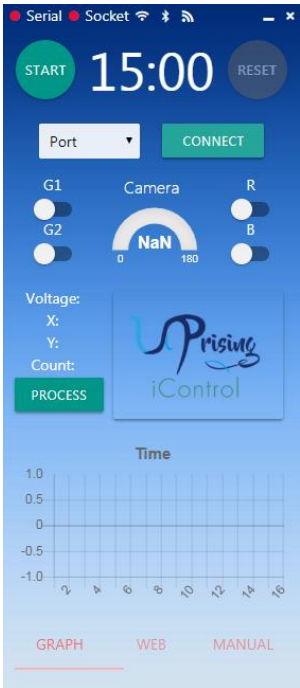 Serial Socket
START 15:00 RESET
Port CONNECT
G1 Camera R
G2 NaN B
0 180
Voltage:
X:
Y:
Count:
PROCESS
UPrising
iControl
Time
1.0
0.5
0
-0.5
-1.0
2 4 6 8 10 12 14 16
GRAPH WEB MANUAL